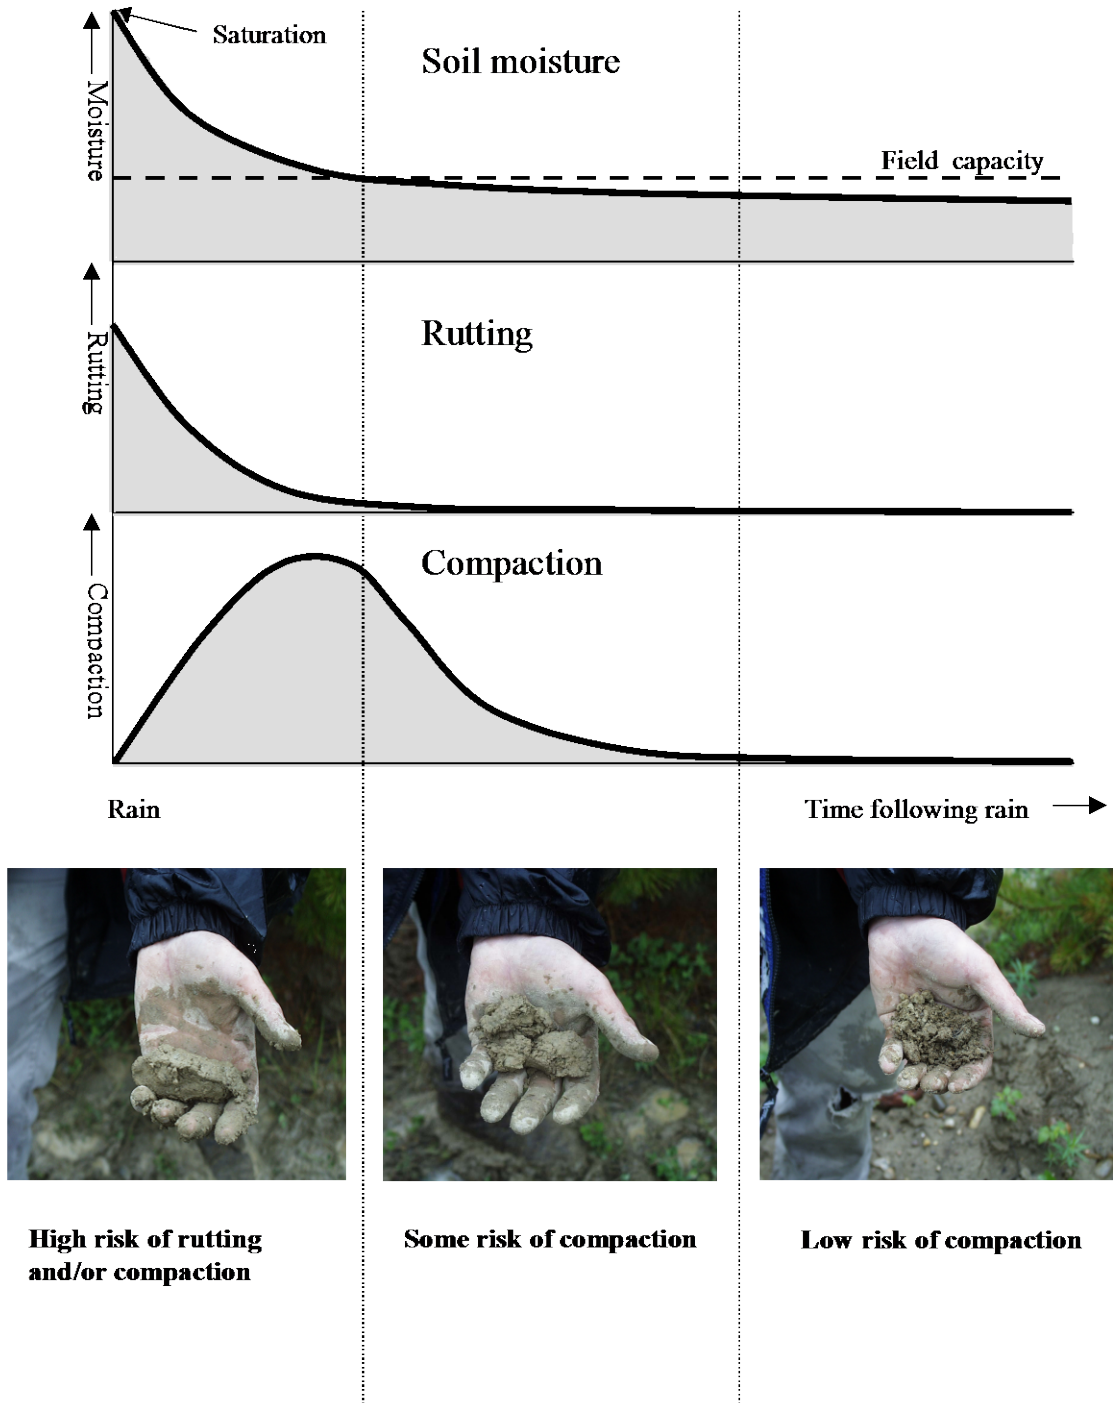 Saturation
Soil moisture
Moisture
Field capacity
Rutting
Rutting
Compaction
Compaction
Rain
Time following rain
High risk of rutting
and/or compaction
Some risk of compaction
Low risk of compaction